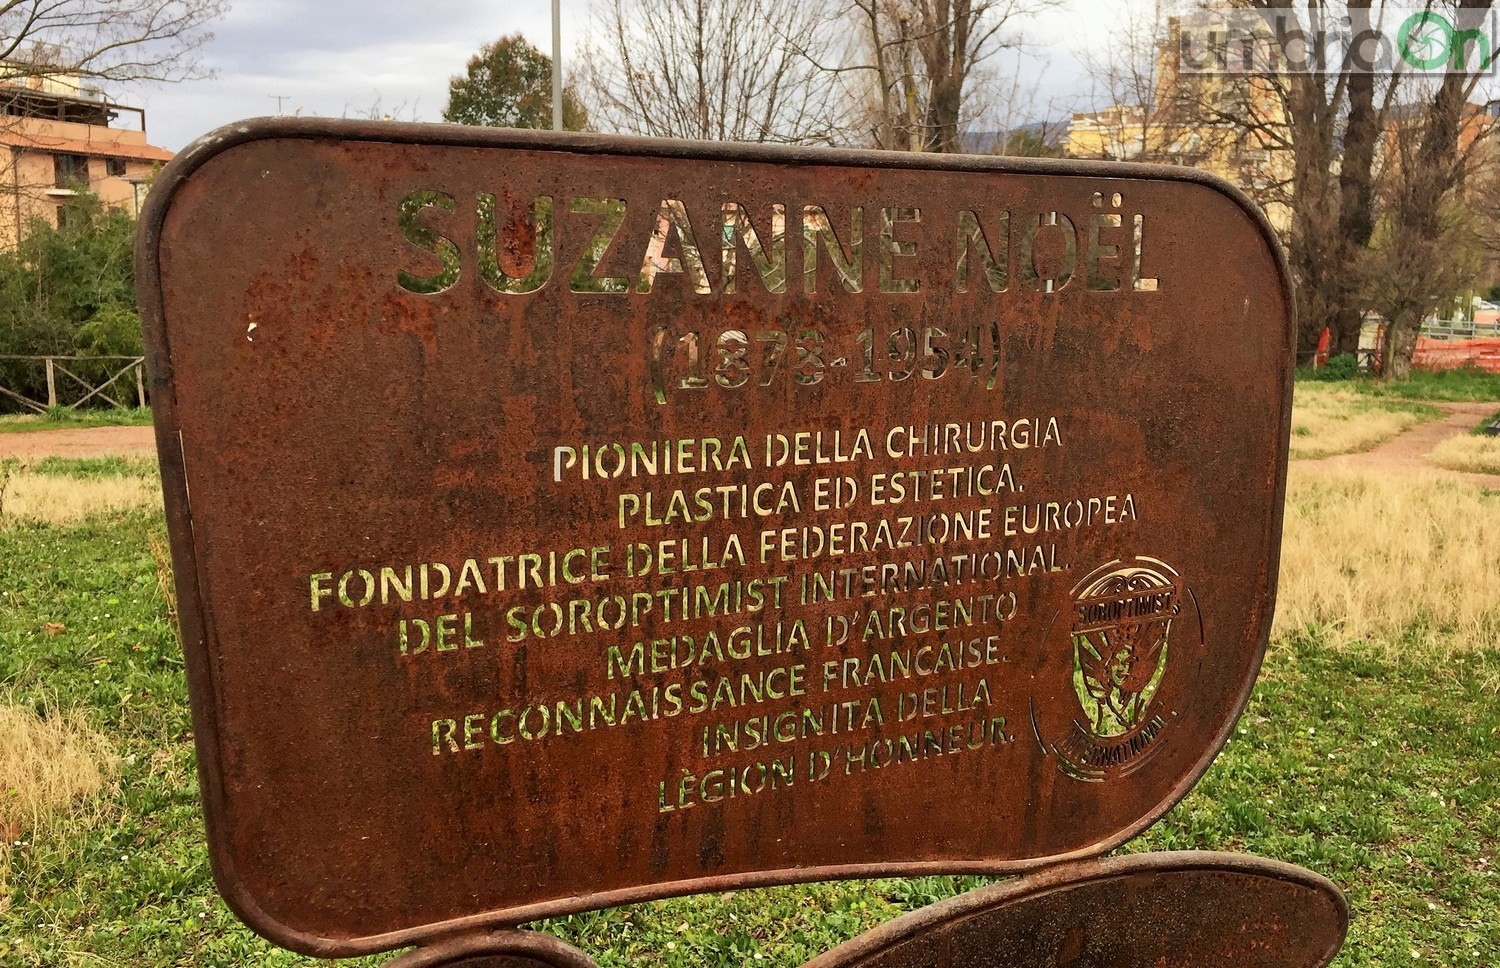 umbriaOn
SUZANNE NOËL
(1878-1954)
PIONIERA DELLA CHIRURGIA
PLASTICA ED ESTETICA.
FONDATRICE DELLA FEDERAZIONE EUROPEA
DEL SOROPTIMIST INTERNATIONAL.
MEDAGLIA D'ARGENTO
RECONNAISSANCE FRANCAISE.
INSIGNITA DELLA
LÈGION D'HONNEUR.
SOROPTIMIST
INTERNATIONAL